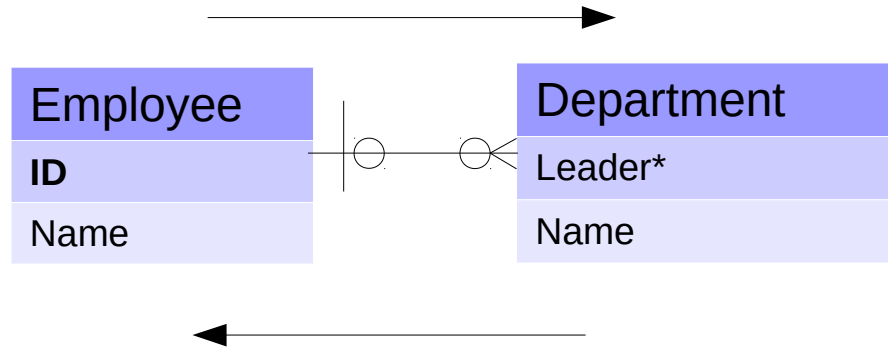 Employee
ID
Name
Department
Leader*
Name